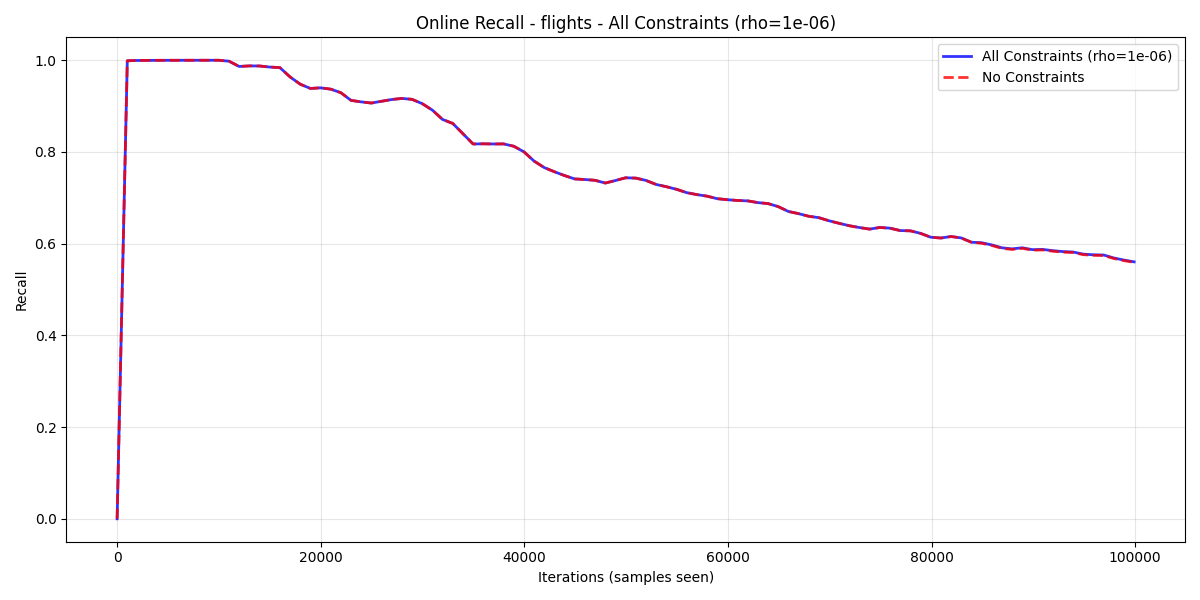 Online Recall - flights - All Constraints (rho=1e-06)
All Constraints (rho=1e-06)
No Constraints
Recall
1.0
0.8
0.6
0.4
0.2
0.0
0 20000 40000 60000 80000 100000
Iterations (samples seen)